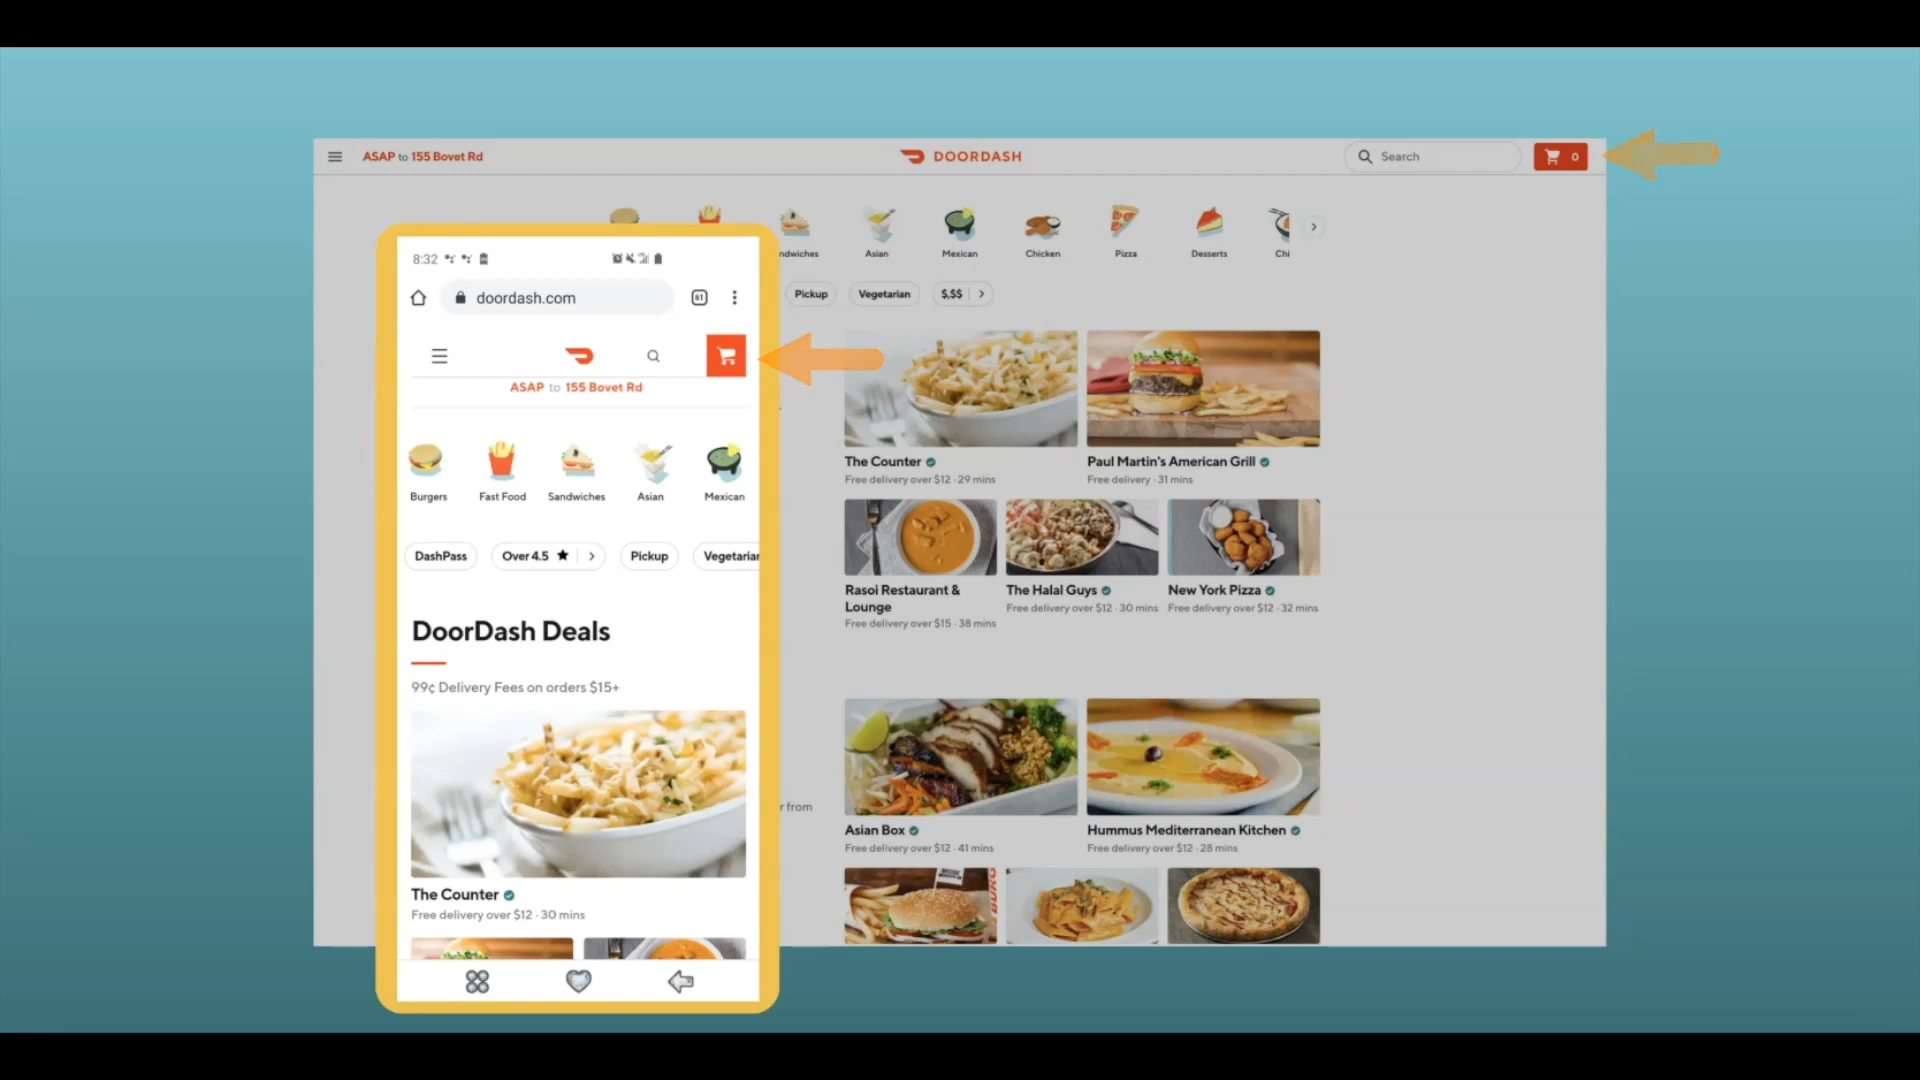 ASAP to 155 Bovet Rd
DOORDASH
Search
0
ndwiches
Asian
Mexican
Chicken
Pizza
Desserts
Chi
Pickup
Vegetarian
$,$$
The Counter
Free delivery over $12 · 29 mins
Paul Martin's American Grill
Free delivery · 31 mins
Rasoi Restaurant &
Lounge
Free delivery over $15 · 38 mins
The Halal Guys
Free delivery over $12 · 30 mins
New York Pizza
Free delivery over $12 · 32 mins
r from
Asian Box
Free delivery over $12 · 41 mins
Hummus Mediterranean Kitchen
Free delivery over $12 · 28 mins
8:32
doordash.com
61
ASAP to 155 Bovet Rd
Burgers
Fast Food
Sandwiches
Asian
Mexican
DashPass
Over 4.5
Pickup
Vegetarian
DoorDash Deals
99¢ Delivery Fees on orders $15+
The Counter
Free delivery over $12 · 30 mins